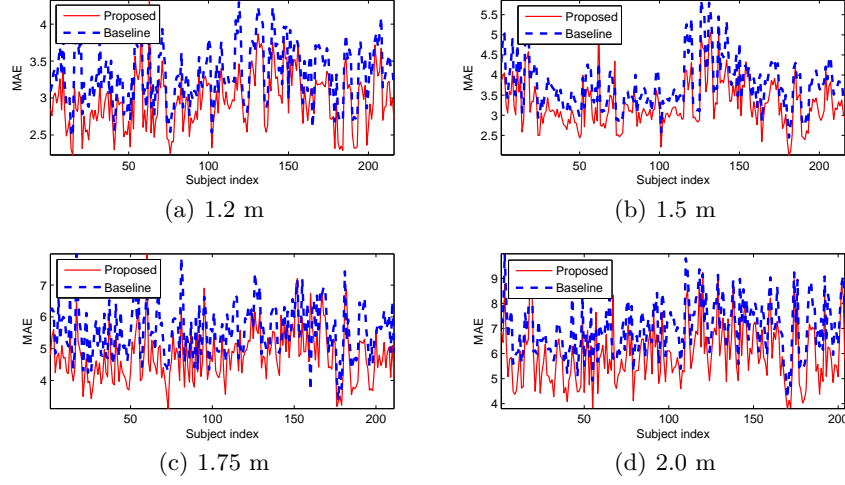 4
3.5
3
2.5
MAE
Proposed
Baseline
50 100 150 200
Subject index
(a) 1.2 m
5.5
5
4.5
4
3.5
3
2.5
MAE
Proposed
Baseline
50 100 150 200
Subject index
(b) 1.5 m
7
6
5
4
MAE
Proposed
Baseline
50 100 150 200
Subject index
(c) 1.75 m
9
8
7
6
5
4
MAE
Proposed
Baseline
50 100 150 200
Subject index
(d) 2.0 m